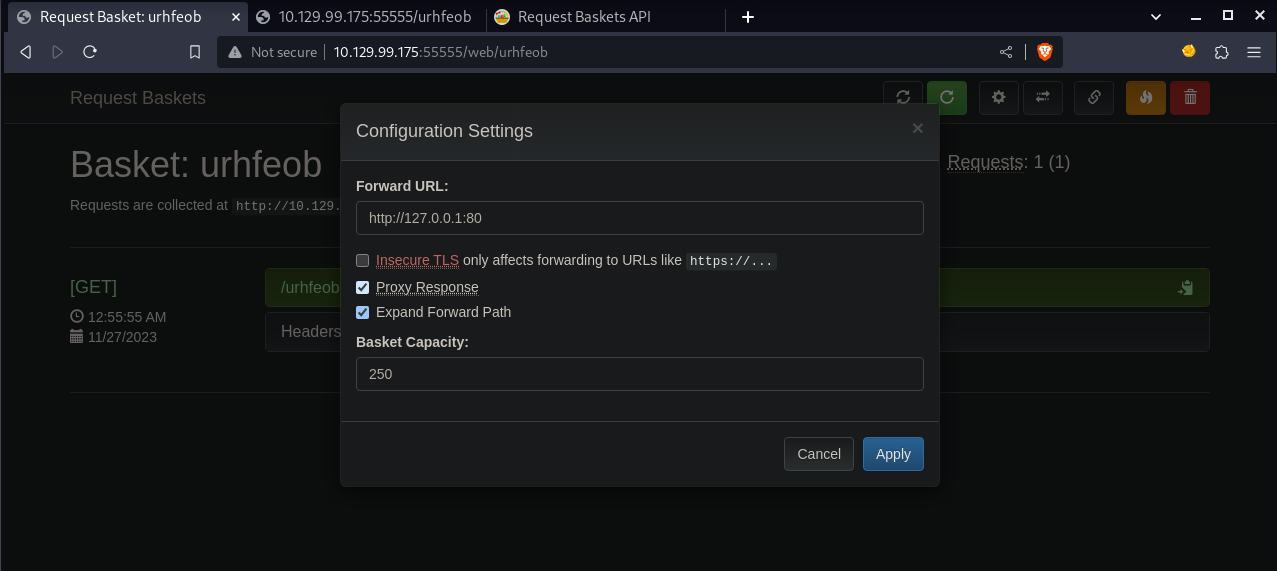 Request Basket: urhfeob
10.129.99.175:55555/urhfeob
Request Baskets API
Not secure
10.129.99.175:55555/web/urhfeob
Request Baskets
Configuration Settings
Basket: urhfeob
Requests: 1 (1)
Requests are collected at http://10.129.
Forward URL:
http://127.0.0.1:80
Insecure TLS only affects forwarding to URLs like https://...
Proxy Response
Expand Forward Path
[GET]
/urhfeob
12:55:55 AM
11/27/2023
Headers
Basket Capacity:
250
Cancel
Apply